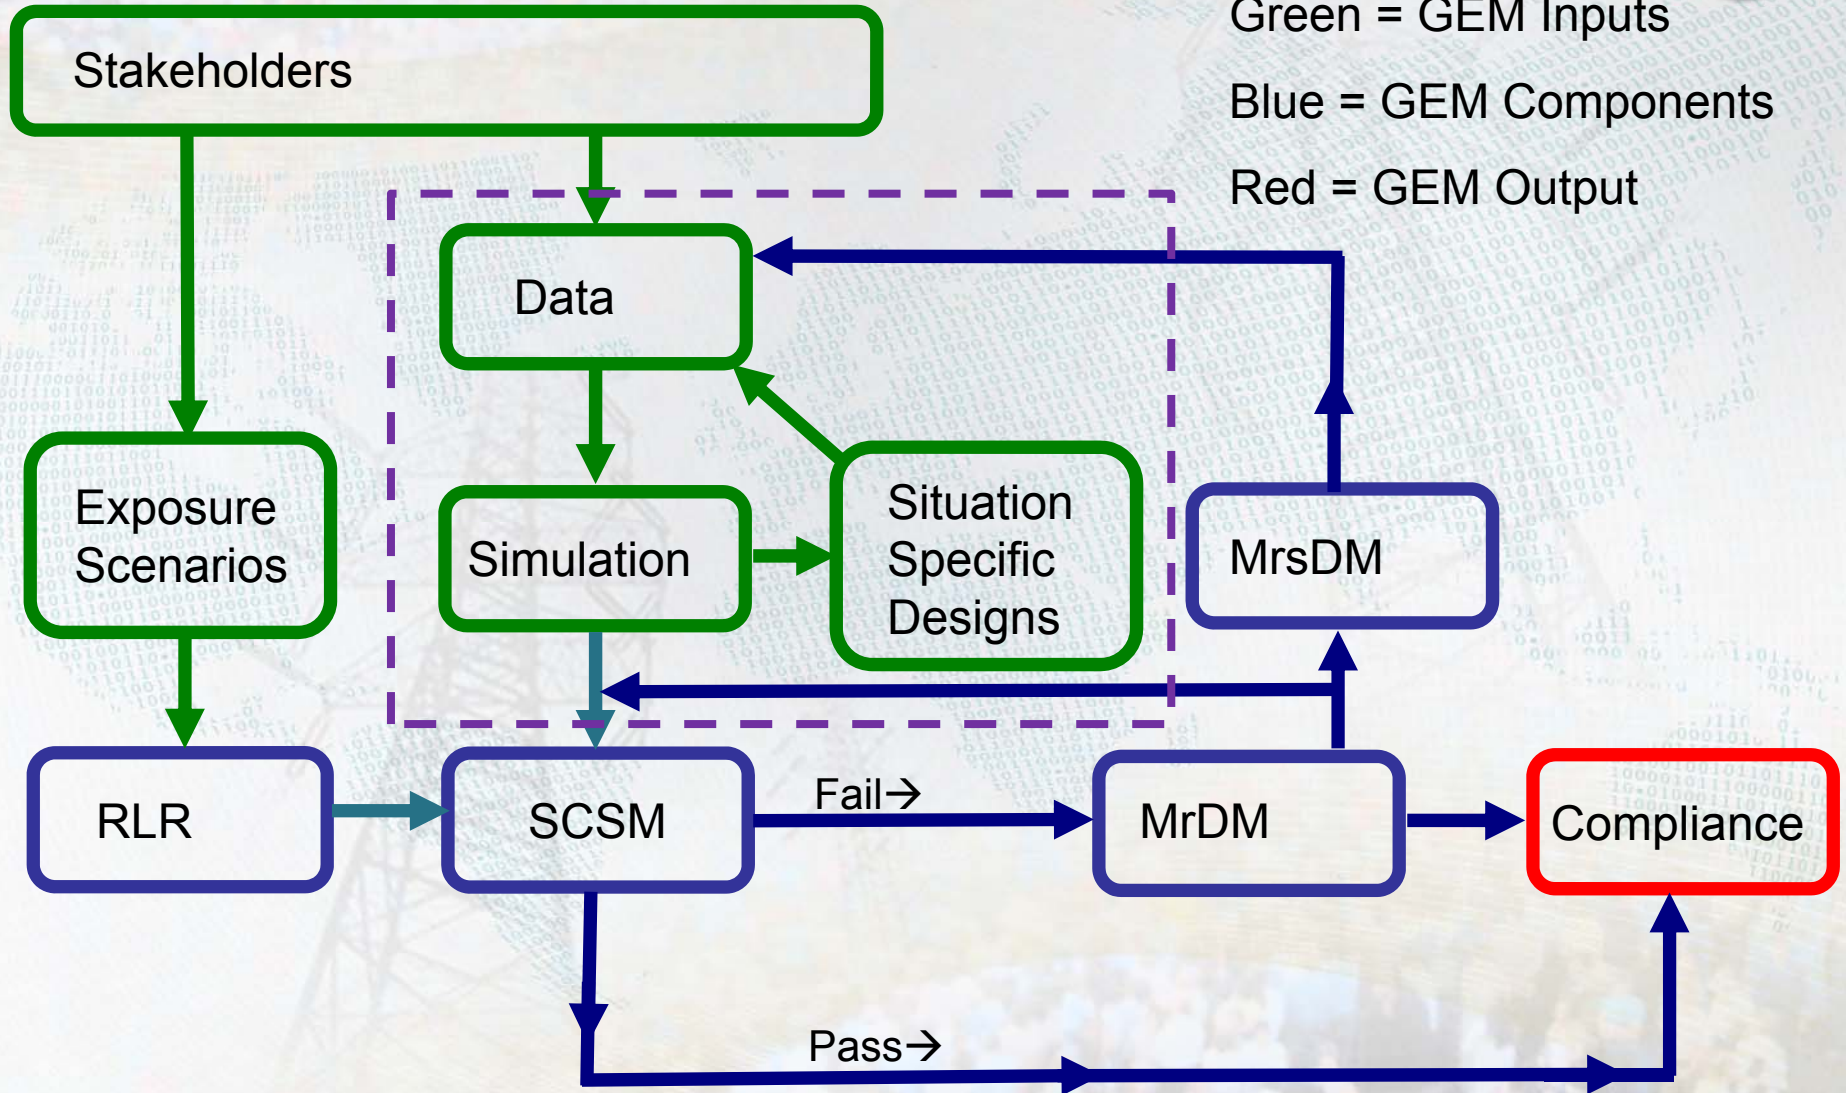 Green = GEM Inputs
Stakeholders
Blue = GEM Components
Red = GEM Output
Data
Exposure
Scenarios
Simulation
Situation
Specific
Designs
MrsDM
RLR
SCSM
Fail→
MrDM
Compliance
Pass→